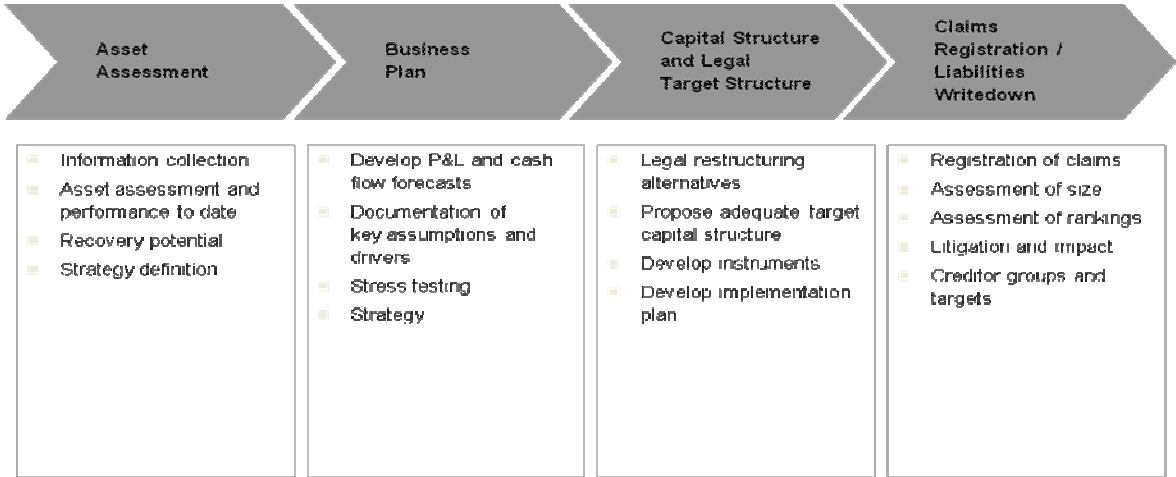 Asset
Assessment
Business
Plan
Capital Structure
and Legal
Target Structure
Claims
Registration /
Liabilities
Writedown
Information collection
Asset assessment and
performance to date
Recovery potential
Strategy definition
Develop P&L and cash
flow forecasts
Documentation of
key assumptions and
drivers
Stress testing
Strategy
Legal restructuring
alternatives
Propose adequate target
capital structure
Develop instruments
Develop implementation
plan
Registration of claims
Assessment of size
Assessment of rankings
Litigation and impact
Creditor groups and
targets